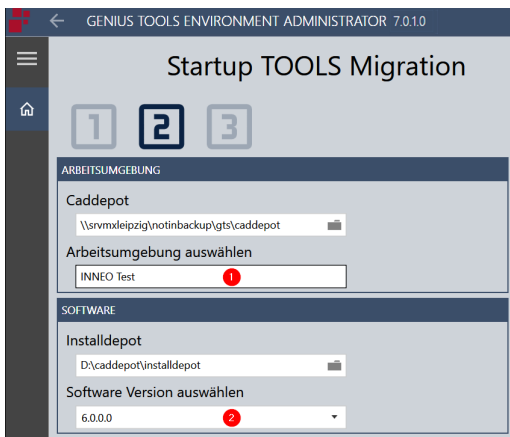 GENIUS TOOLS ENVIRONMENT ADMINISTRATOR 7.0.1.0
Startup TOOLS Migration
1 2 3
ARBEITSUMGEBUNG
Caddepot
\\srvmxleipzig\notinbackup\gts\caddepot
Arbeitsumgebung auswählen
INNEO Test 1
SOFTWARE
Installdepot
D:\caddepot\installdepot
Software Version auswählen
6.0.0.0 2